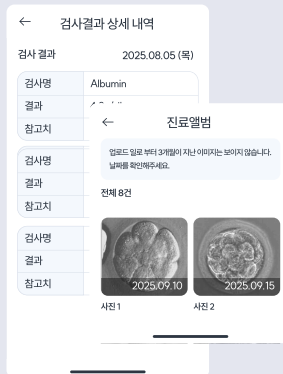 검사결과 상세 내역
검사 결과
2025.08.05 (목)
검사명
Albumin
결과
참고치
검사명
결과
참고치
검사명
결과
참고치
진료앨범
업로드 일로 부터 3개월이 지난 이미지는 보이지 않습니다.
날짜를 확인해주세요.
전체 8건
2025.09.10
2025.09.15
사진 1
사진 2